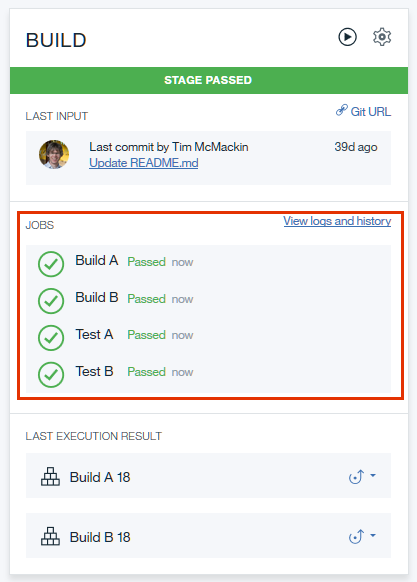 BUILD
STAGE PASSED
LAST INPUT
Git URL
Last commit by Tim McMackin
39d ago
Update README.md
JOBS
View logs and history
Build A Passed now
Build B Passed now
Test A Passed now
Test B Passed now
LAST EXECUTION RESULT
Build A 18
Build B 18